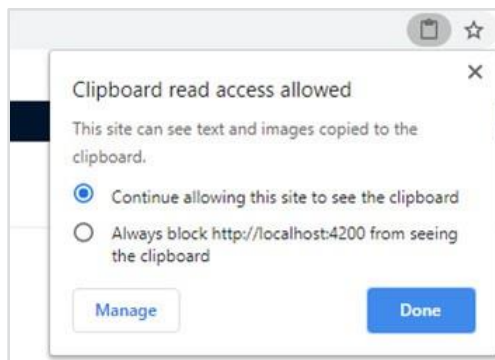 Clipboard read access allowed
This site can see text and images copied to the
clipboard.
Continue allowing this site to see the clipboard
Always block http://localhost:4200 from seeing
the clipboard
Manage
Done